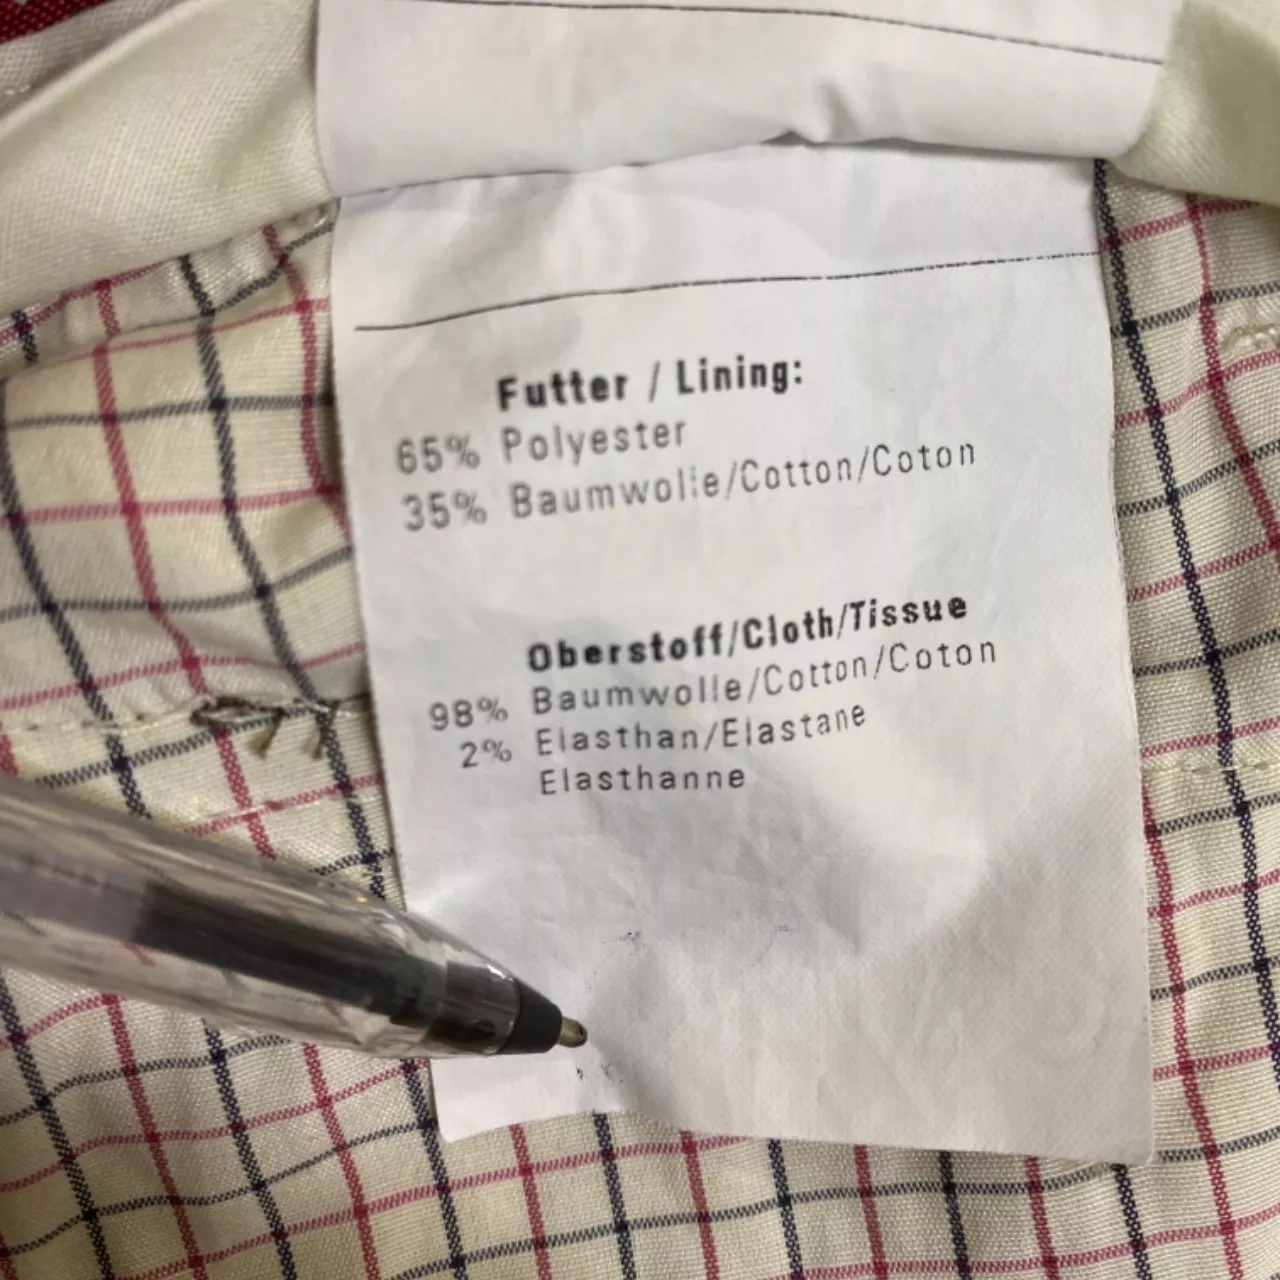 Futter / Lining:
65% Polyester
35% Baumwolle/Cotton/Coton
Oberstoff/Cloth/Tissue
98% Baumwolle/Cotton/Coton
2% Elasthan/Elastane
Elasthanne